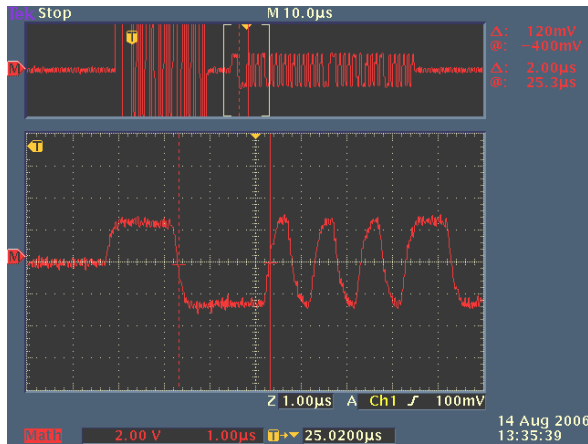 Tek Stop
M 10.0µs
Δ: 120mV
@: -400mV
Δ: 2.00µs
@: 25.3µs
T
M
T
M
Z 1.00µs A Ch1 ƒ 100mV
Math 2.00 V 1.00µs T→▼ 25.0200µs
14 Aug 2006
13:35:39